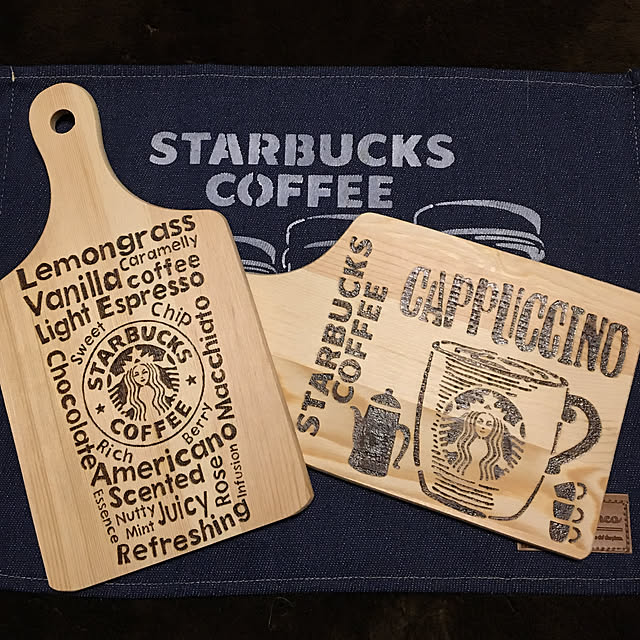 STARBUCKS
COFFEE
Lemongrass
Caramelly
Vanilla coffee
Light Espresso
Sweet
Chip
Chocolate
STARBUCKS
COFFEE
Macchiato
Berry
Rich
Americano
Scented
Essence
Nutty
Mint
Juicy
Rose
Infusion
Refreshing
STARBUCKS
COFFEE
CAPPUCCINO